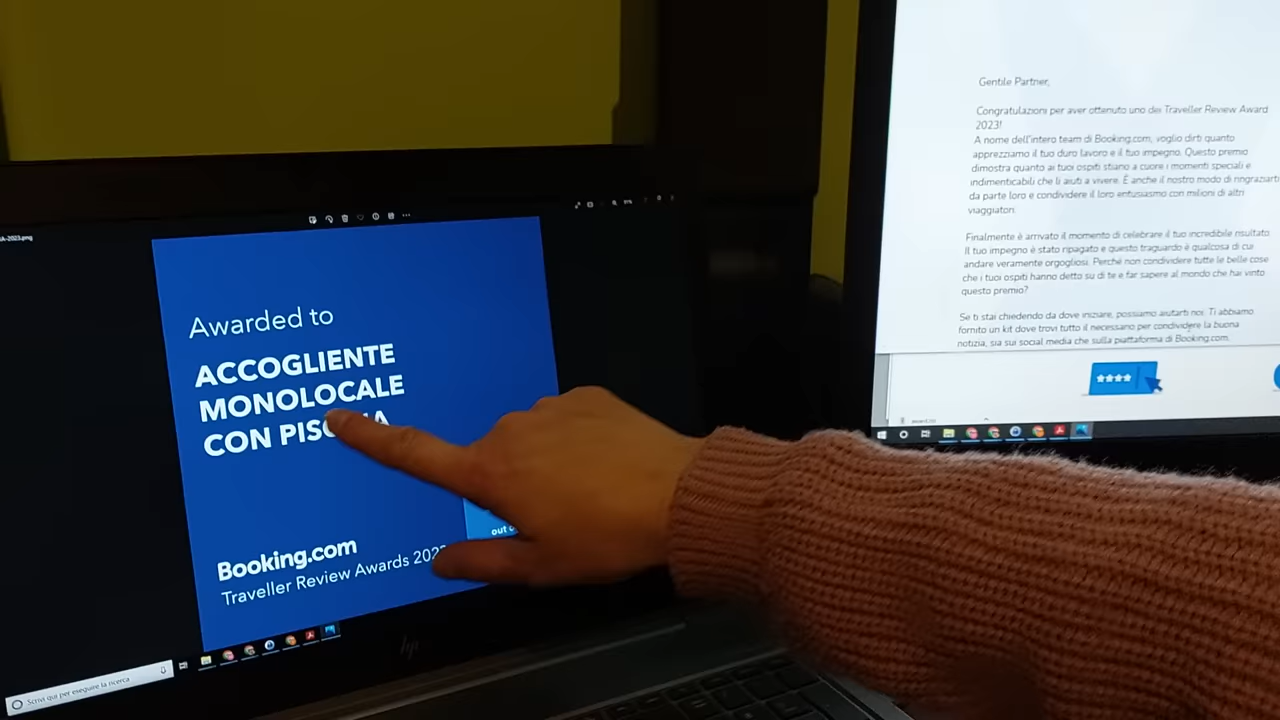 Awarded to
ACCOGLIENTE
MONOLOCALE
CON
Booking.com
Traveller Review Awards
out
hp
Scrivi qui per eseguire la ricerca
Gentile Partner,
Congratulazioni per aver ottenuto uno dei Traveller Review Award
2023!
A nome dell'intero team di Booking.com, voglio dirti quanto
apprezziamo il tuo duro lavoro e il tuo impegno. Questo premio
dimostra quanto ai tuoi ospiti stiano a cuore i momenti speciali e
indimenticabili che li aiuti a vivere. È anche il nostro modo di ringraziarti
da parte loro e condividere il loro entusiasmo con milioni di altri
viaggiatori.
Finalmente è arrivato il momento di celebrare il tuo incredibile risultato.
Il tuo impegno è stato ripagato e questo traguardo è qualcosa di cui
andare veramente orgogliosi. Perché non condividere tutte le belle cose
che i tuoi ospiti hanno detto su di te e far sapere al mondo che hai vinto
questo premio?
Se ti stai chiedendo da dove iniziare, possiamo aiutarti noi. Ti abbiamo
fornito un kit dove trovi tutto il necessario per condividere la buona
notizia, sia sui social media che sulla piattaforma di Booking.com.